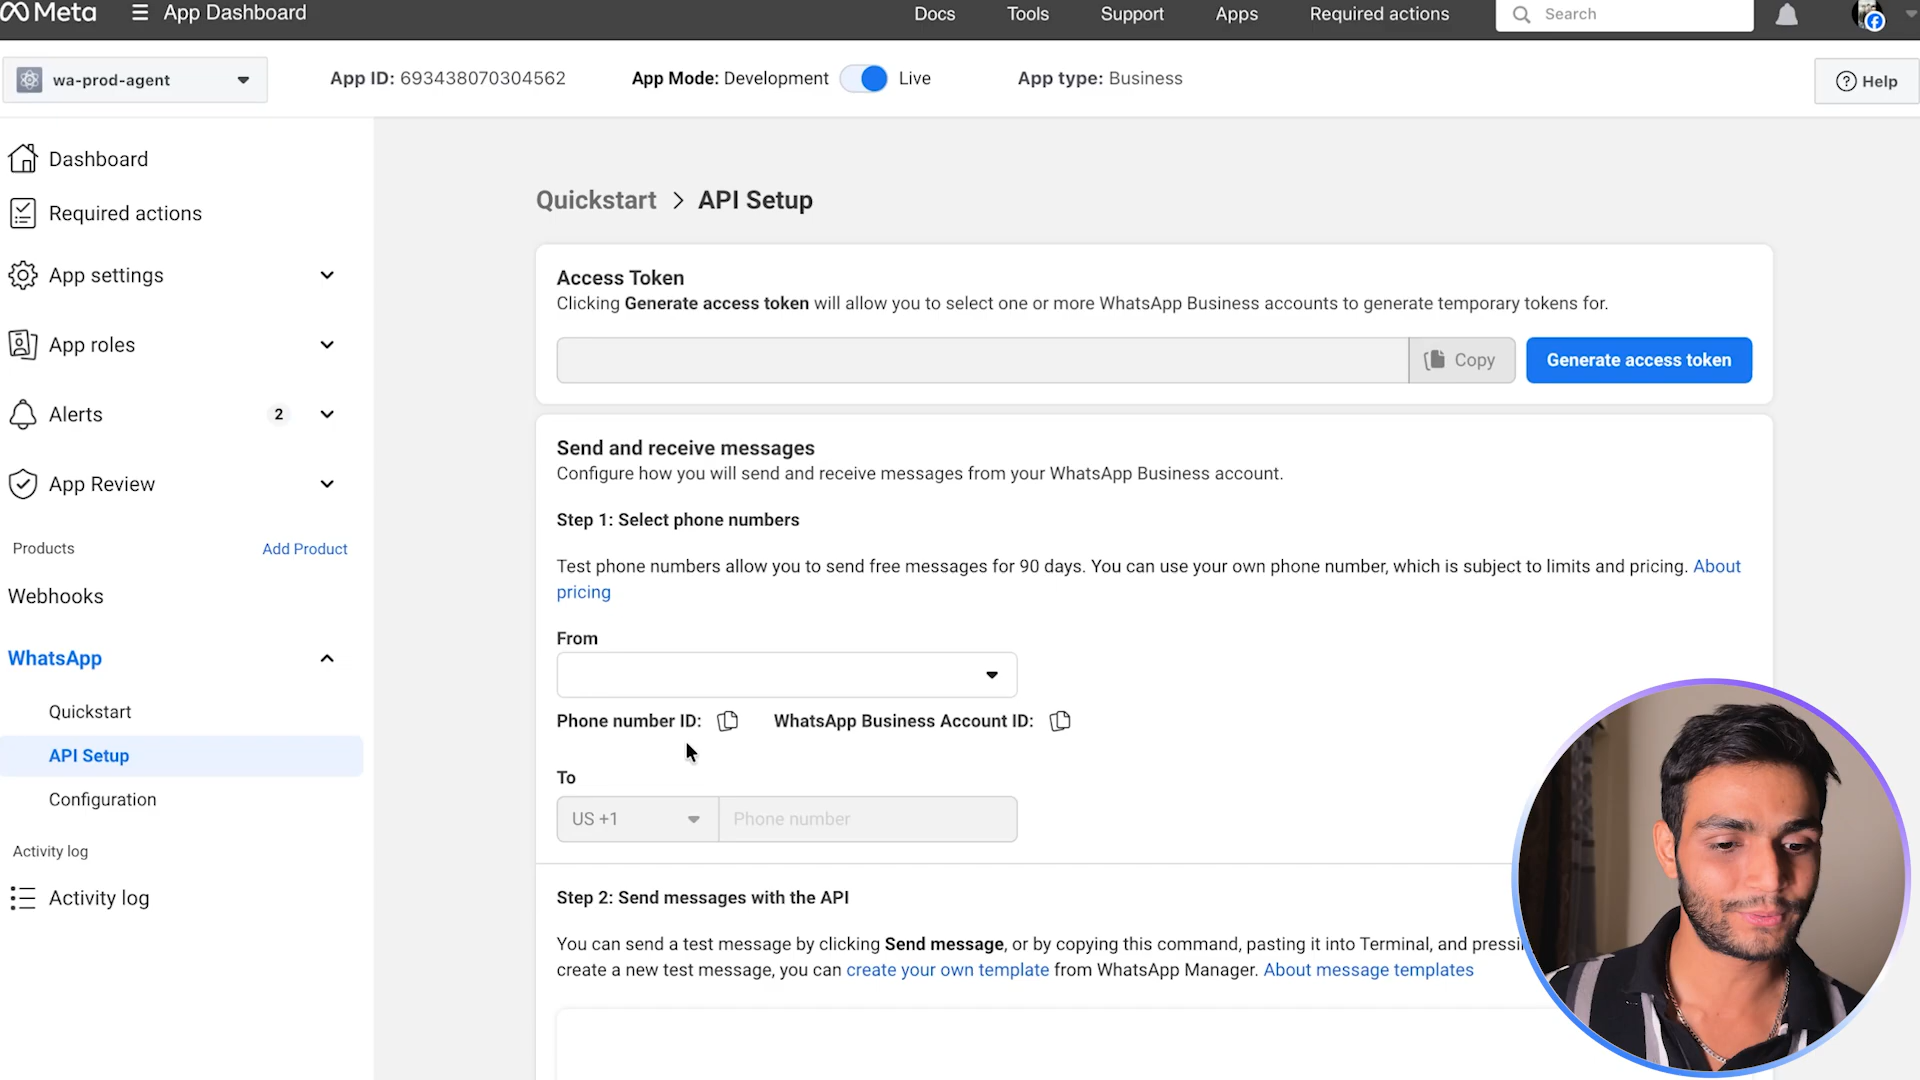 Meta
App Dashboard
Docs
Tools
Support
Apps
Required actions
Search
wa-prod-agent
App ID: 693438070304562
App Mode: Development
Live
App type: Business
Help
Dashboard
Required actions
App settings
App roles
Alerts
2
App Review
Products
Add Product
Webhooks
WhatsApp
Quickstart
API Setup
Configuration
Activity log
Activity log
Quickstart > API Setup
Access Token
Clicking Generate access token will allow you to select one or more WhatsApp Business accounts to generate temporary tokens for.
Copy
Generate access token
Send and receive messages
Configure how you will send and receive messages from your WhatsApp Business account.
Step 1: Select phone numbers
Test phone numbers allow you to send free messages for 90 days. You can use your own phone number, which is subject to limits and pricing. About
pricing
From
Phone number ID:
WhatsApp Business Account ID:
To
US +1
Phone number
Step 2: Send messages with the API
You can send a test message by clicking Send message, or by copying this command, pasting it into Terminal, and pressi
create a new test message, you can create your own template from WhatsApp Manager. About message templates